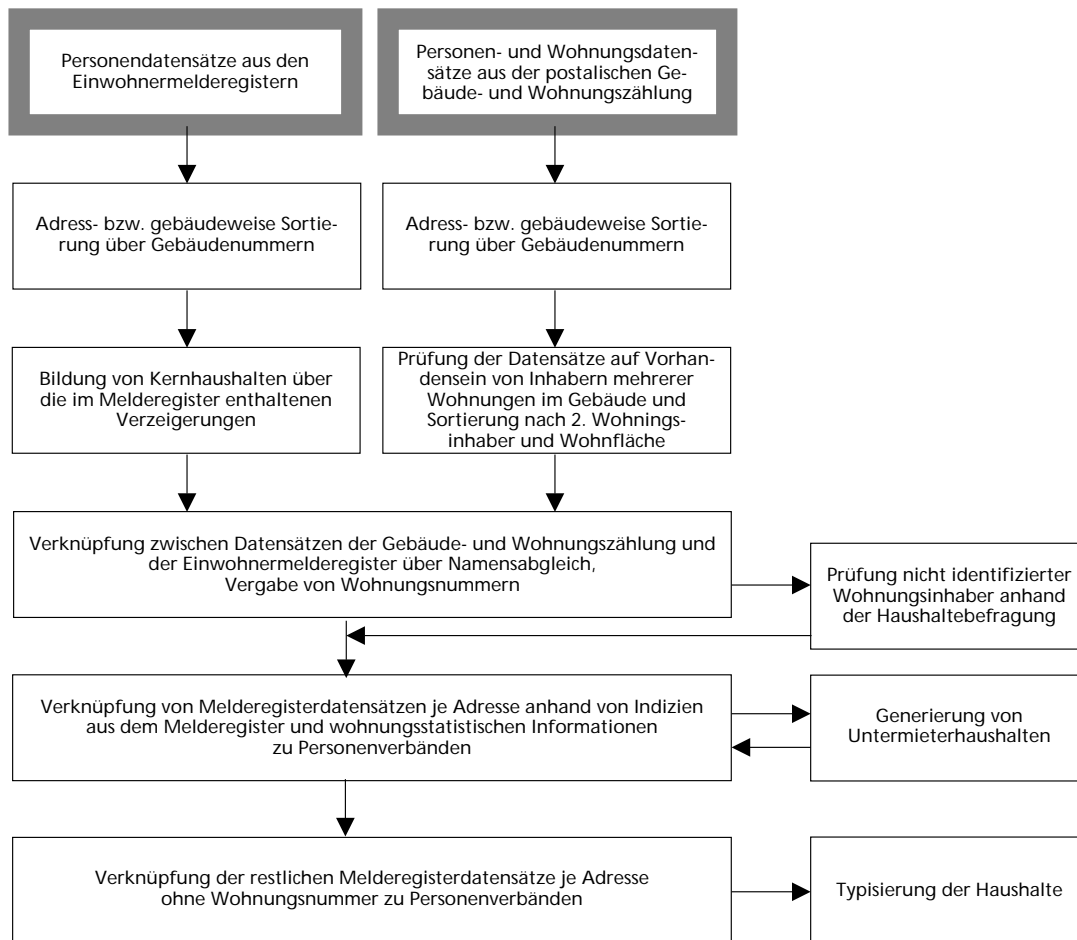 Personendatensätze aus den
Einwohnermelderegistern
Personen- und Wohnungsdaten-
sätze aus der postalischen Ge-
bäude- und Wohnungszählung
Adress- bzw. gebäudeweise Sortie-
rung über Gebäudenummern
Adress- bzw. gebäudeweise Sortie-
rung über Gebäudenummern
Bildung von Kernhaushalten über
die im Melderegister enthaltenen
Verzeigerungen
Prüfung der Datensätze auf Vorhan-
densein von Inhabern mehrerer
Wohnungen im Gebäude und
Sortierung nach 2. Wohnings-
inhaber und Wohnfläche
Verknüpfung zwischen Datensätzen der Gebäude- und Wohnungszählung und
der Einwohnermelderegister über Namensabgleich,
Vergabe von Wohnungsnummern
Prüfung nicht identifizierter
Wohnungsinhaber anhand
der Haushaltebefragung
Verknüpfung von Melderegisterdatensätzen je Adresse anhand von Indizien
aus dem Melderegister und wohnungsstatistischen Informationen
zu Personenverbänden
Generierung von
Untermieterhaushalten
Verknüpfung der restlichen Melderegisterdatensätze je Adresse
ohne Wohnungsnummer zu Personenverbänden
Typisierung der Haushalte